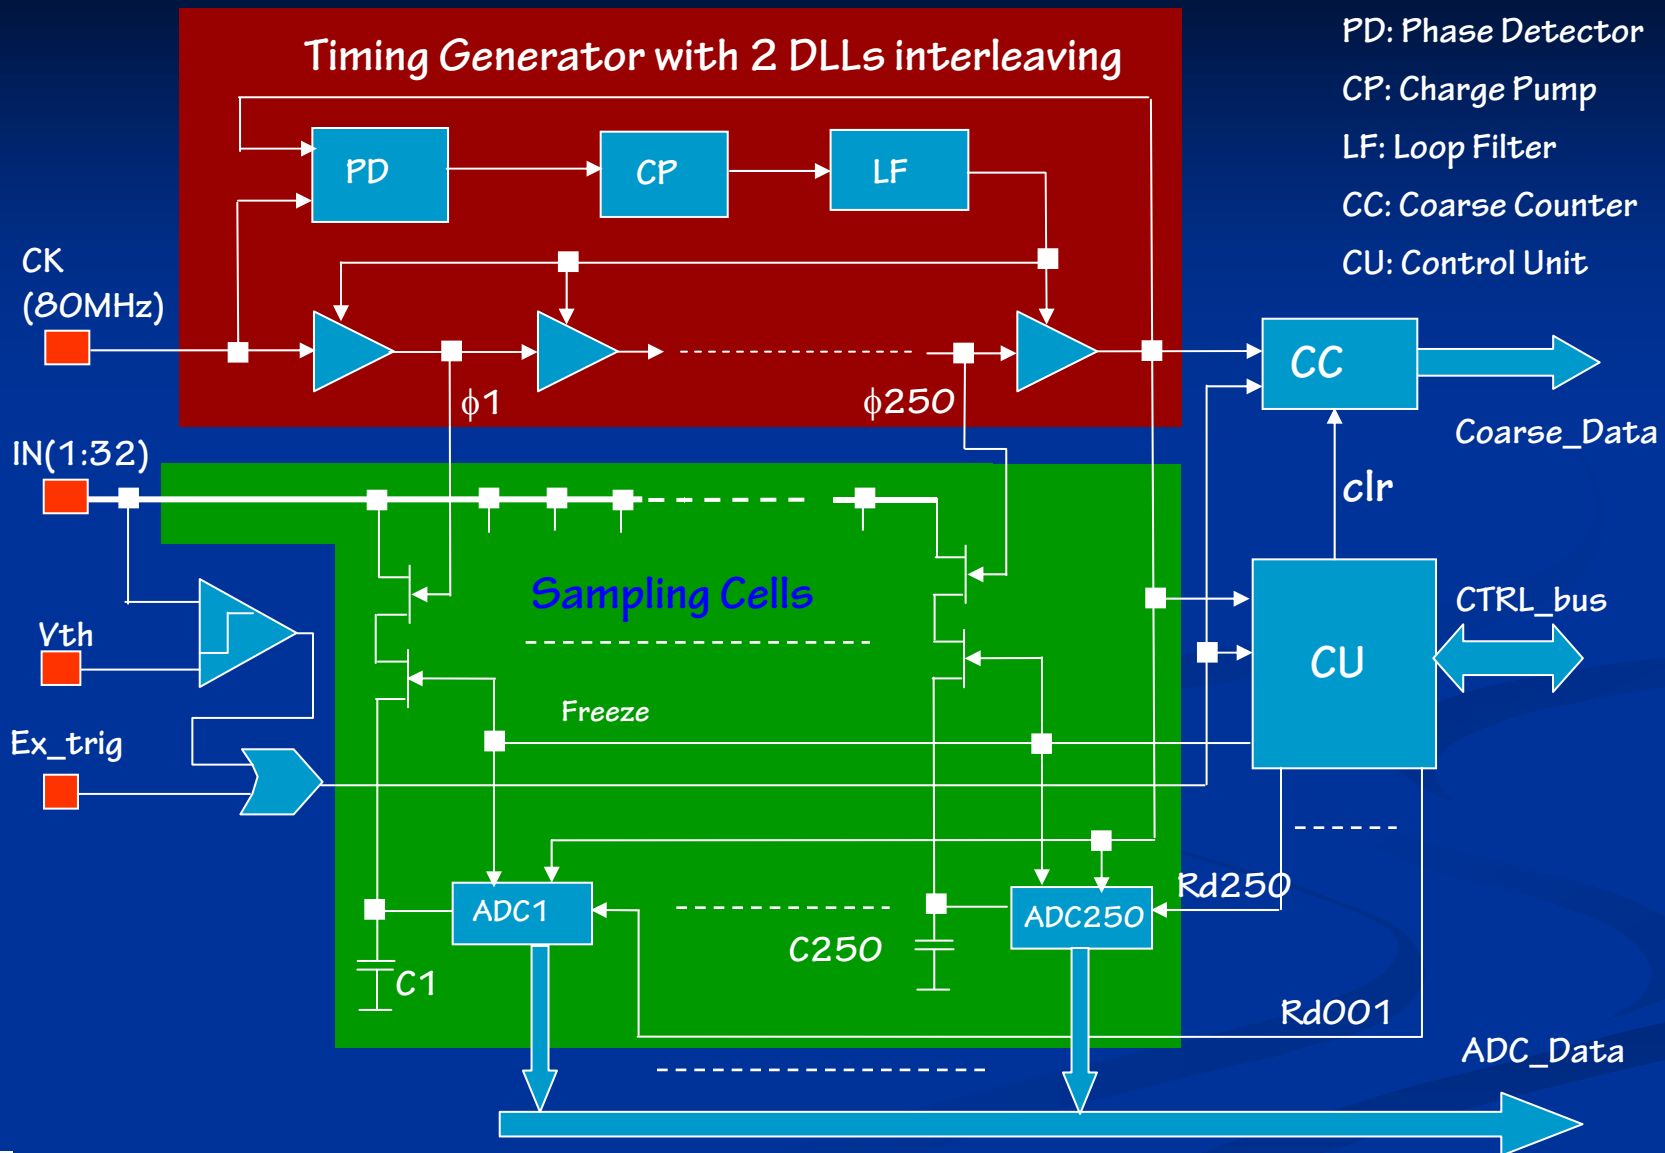 Timing Generator with 2 DLLs interleaving
PD: Phase Detector
CP: Charge Pump
LF: Loop Filter
CC: Coarse Counter
CU: Control Unit
PD
CP
LF
CK
(80MHz)
ϕ1
ϕ250
CC
Coarse_Data
IN(1:32)
clr
Sampling Cells
CTRL_bus
Vth
CU
Freeze
Ex_trig
Rd250
ADC1
ADC250
C250
C1
Rd001
ADC_Data